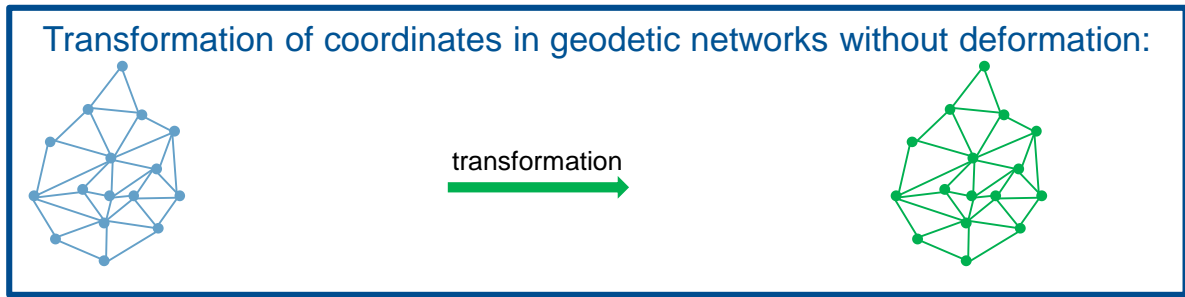 Transformation of coordinates in geodetic networks without deformation:
transformation